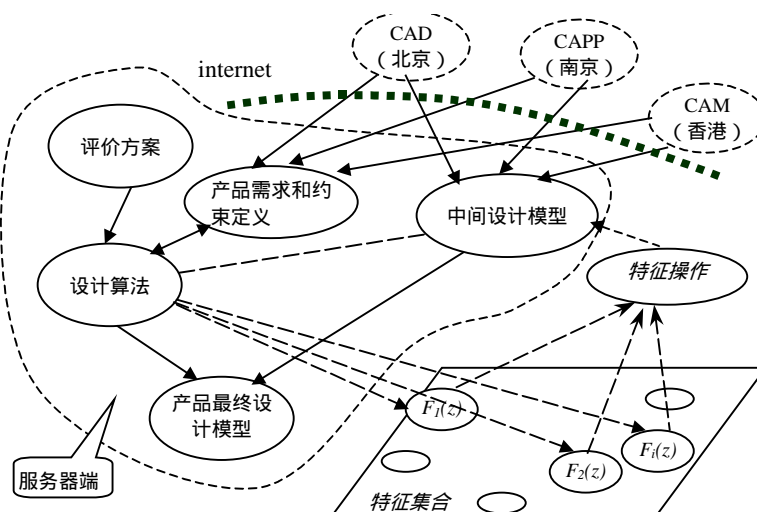 CAD
（北京）
CAPP
（南京）
internet
CAM
（香港）
评价方案
产品需求和约
束定义
中间设计模型
设计算法
特征操作
产品最终设
计模型
F1(z)
F2(z)
Fi(z)
服务器端
特征集合